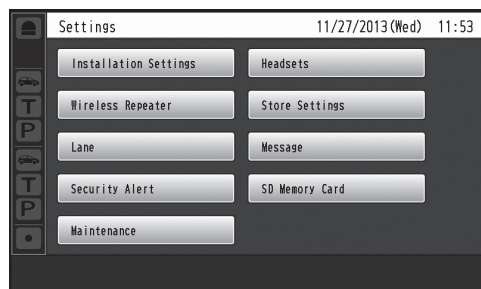 Settings 11/27/2013(Wed) 11:53
Installation Settings Headsets
Wireless Repeater Store Settings
Lane Message
Security Alert SD Memory Card
Maintenance
T
P
T
P